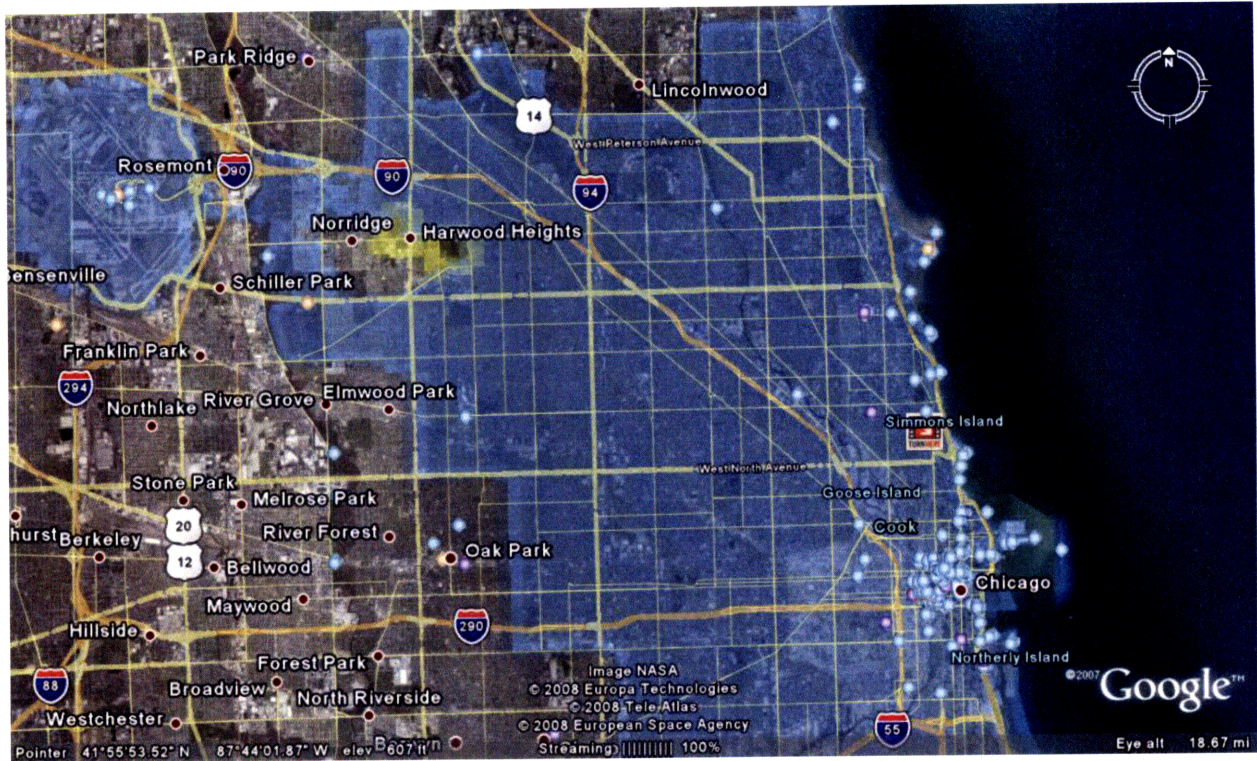 N
Park Ridge
Lincolnwood
14
West Peterson Avenue
Rosemont
90
94
Norridge
Harwood Heights
Bensenville
Schiller Park
Franklin Park
294
Northlake
River Grove
Elmwood Park
Simmons Island
West North Avenue
Stone Park
Melrose Park
Goose Island
20
River Forest
Cook
hurst
Berkeley
12
Bellwood
Oak Park
Chicago
Maywood
Hillside
290
Forest Park
Northerly Island
88
Broadview
North Riverside
Westchester
Image NASA
© 2008 Europa Technologies
© 2008 Tele Atlas
© 2008 European Space Agency
©2007 Google™
55
Pointer 41°55'53.52" N 87°44'01.87" W elev 607 ft
Streaming 100%
Eye alt 18.67 mi